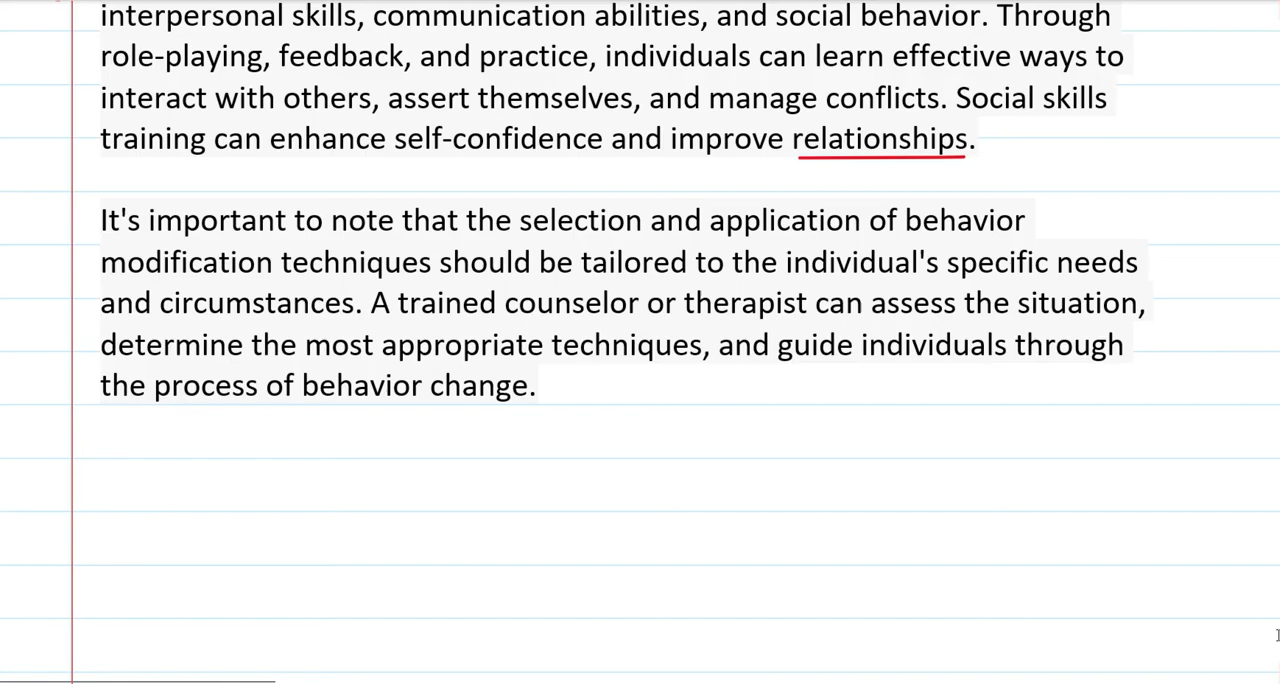 interpersonal skills, communication abilities, and social behavior. Through
role-playing, feedback, and practice, individuals can learn effective ways to
interact with others, assert themselves, and manage conflicts. Social skills
training can enhance self-confidence and improve relationships.
It's important to note that the selection and application of behavior
modification techniques should be tailored to the individual's specific needs
and circumstances. A trained counselor or therapist can assess the situation,
determine the most appropriate techniques, and guide individuals through
the process of behavior change.